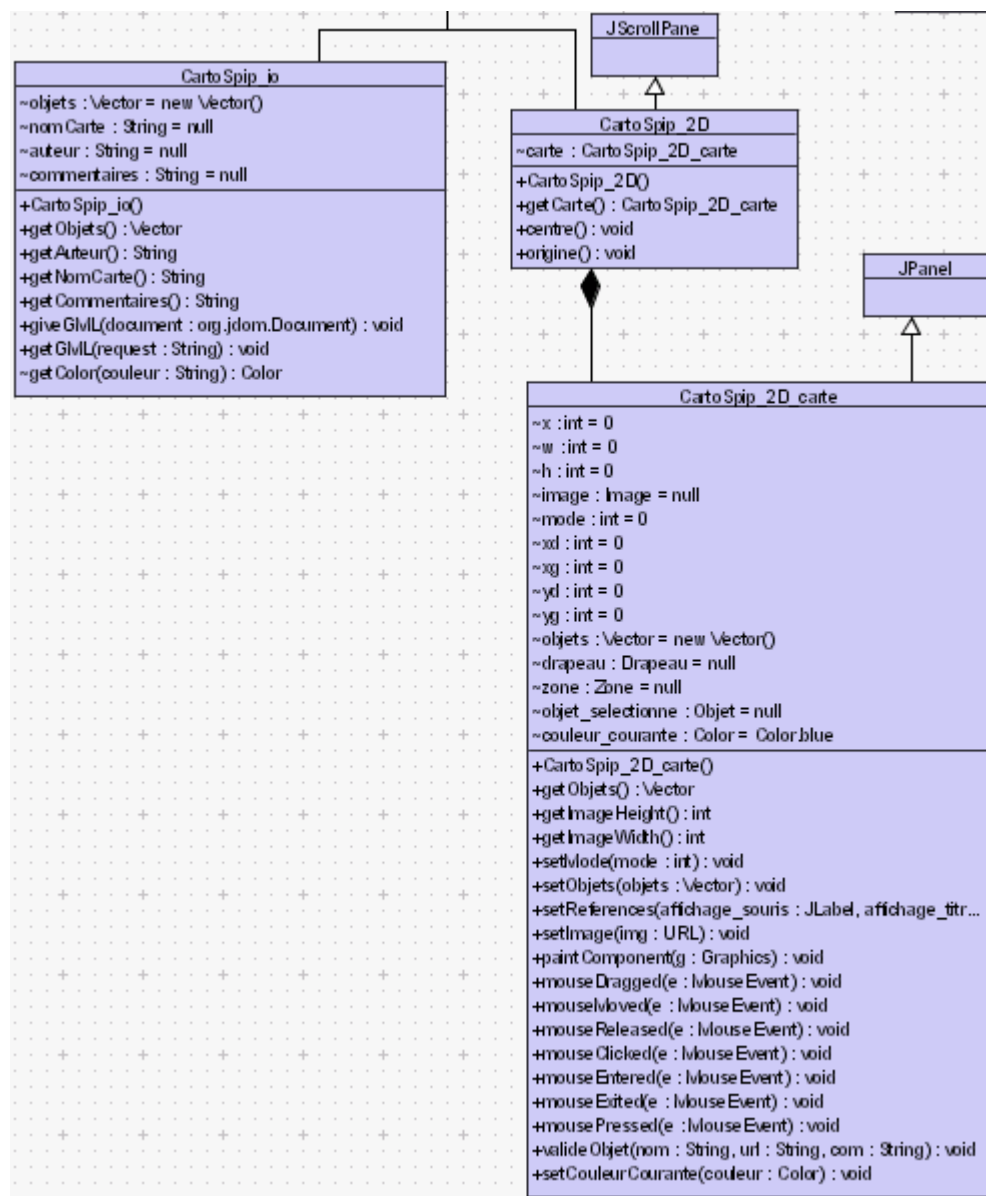 JScrollPane
CartoSpip_io
~objets : Vector = new Vector()
~nomCarte : String = null
~auteur : String = null
~commentaires : String = null
+CartoSpip_io()
+getObjets() : Vector
+getAuteur() : String
+getNomCarte() : String
+getCommentaires() : String
+giveGML(document : org.jdom.Document) : void
+getGML(request : String) : void
~getColor(couleur : String) : Color
CartoSpip_2D
~carte : CartoSpip_2D_carte
+CartoSpip_2D()
+getCarte() : CartoSpip_2D_carte
+centre() : void
+origine() : void
JPanel
CartoSpip_2D_carte
~x : int = 0
~w : int = 0
~h : int = 0
~image : Image = null
~mode : int = 0
~xd : int = 0
~xg : int = 0
~yd : int = 0
~yg : int = 0
~objets : Vector = new Vector()
~drapeau : Drapeau = null
~zone : Zone = null
~objet_selectionne : Objet = null
~couleur_courante : Color = Color.blue
+CartoSpip_2D_carte()
+getObjets() : Vector
+getImageHeight() : int
+getImageWidth() : int
+setMode(mode : int) : void
+setObjets(objets : Vector) : void
+setReferences(affichage_souris : JLabel, affichage_titr...
+setImage(img : URL) : void
+paintComponent(g : Graphics) : void
+mouseDragged(e : MouseEvent) : void
+mouseMoved(e : MouseEvent) : void
+mouseReleased(e : MouseEvent) : void
+mouseClicked(e : MouseEvent) : void
+mouseEntered(e : MouseEvent) : void
+mouseExited(e : MouseEvent) : void
+mousePressed(e : MouseEvent) : void
+valideObjet(nom : String, url : String, com : String) : void
+setCouleurCourante(couleur : Color) : void